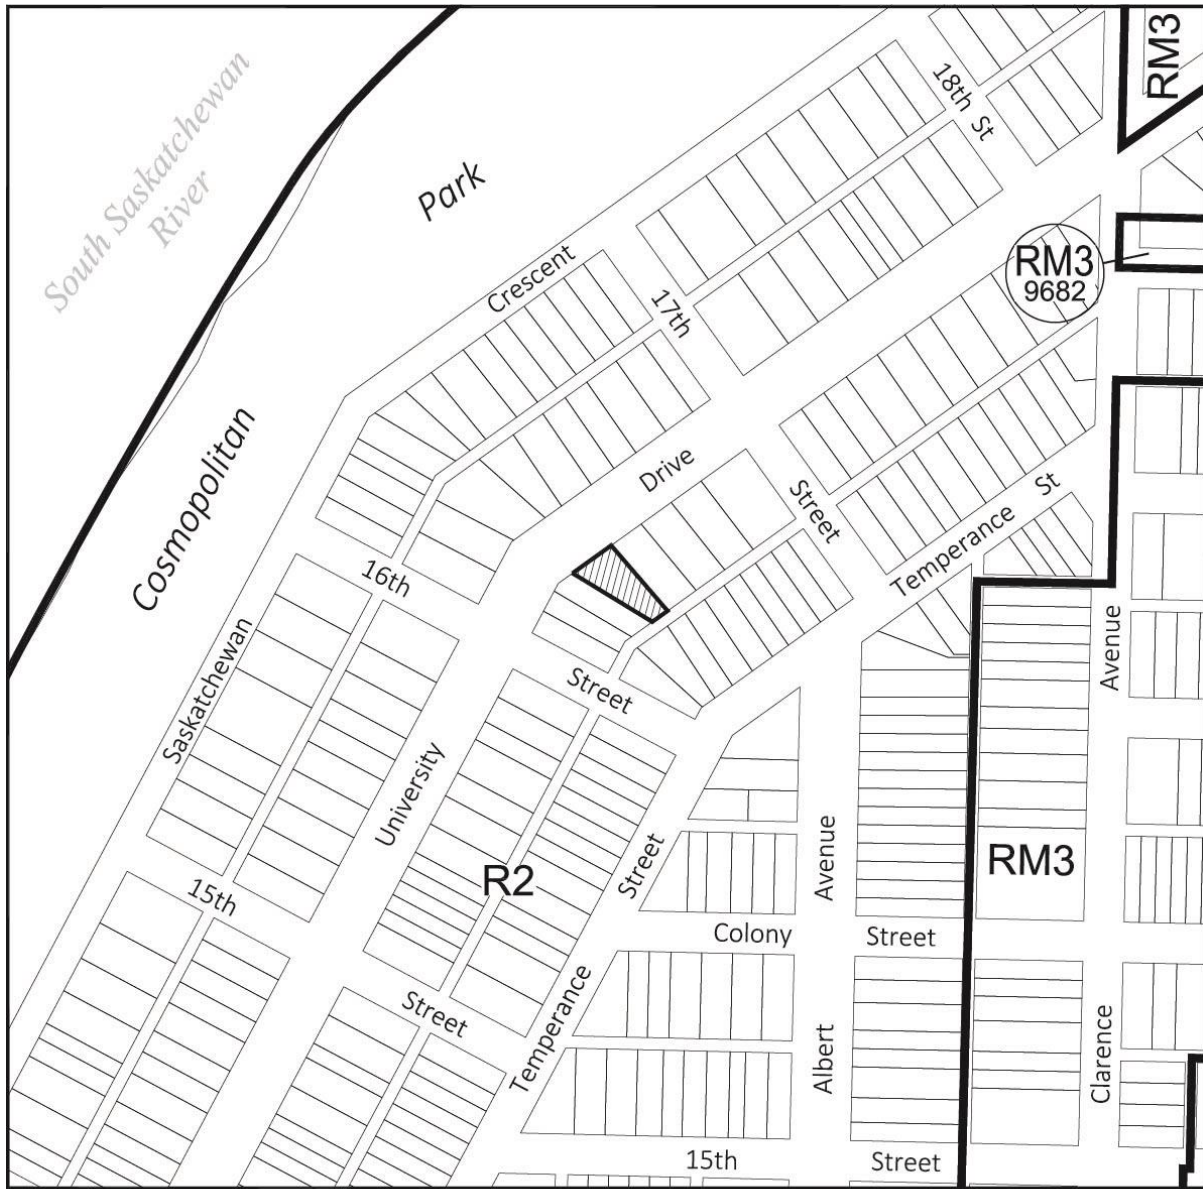 South Saskatchewan
River
Park
Cosmopolitan
Crescent
Saskatchewan
18th St
RM3
17th
Street
RM3
9682
Drive
University
Temperance St
16th
Street
Avenue
R2
Street
Temperance
Avenue
Albert
RM3
Colony Street
15th
Street
Clarence
15th Street